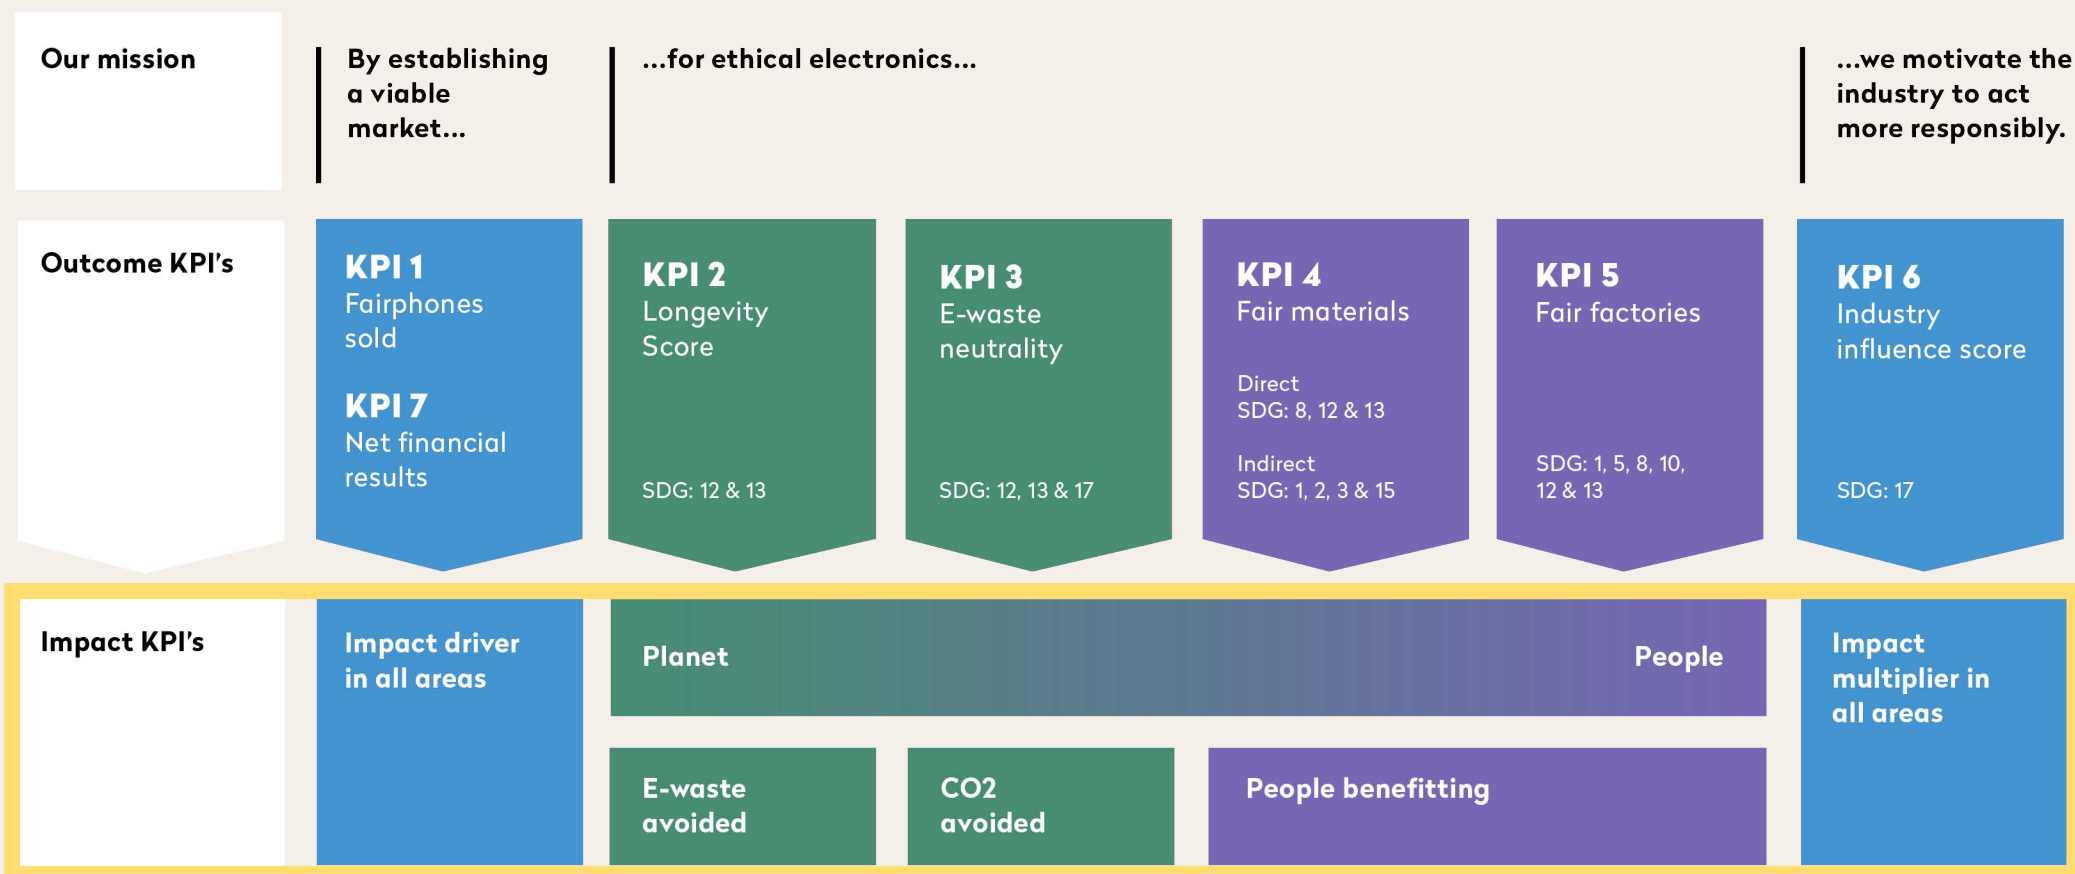 Our mission
By establishing
a viable
market...
...for ethical electronics...
...we motivate the
industry to act
more responsibly.
Outcome KPI’s
KPI 1
Fairphones
sold
KPI 7
Net financial
results
KPI 2
Longevity
Score
SDG: 12 & 13
KPI 3
E-waste
neutrality
SDG: 12, 13 & 17
KPI 4
Fair materials
Direct
SDG: 8, 12 & 13
Indirect
SDG: 1, 2, 3 & 15
KPI 5
Fair factories
SDG: 1, 5, 8, 10,
12 & 13
KPI 6
Industry
influence score
SDG: 17
Impact KPI’s
Impact driver
in all areas
Planet
People
E-waste
avoided
CO2
avoided
People benefitting
Impact
multiplier in
all areas